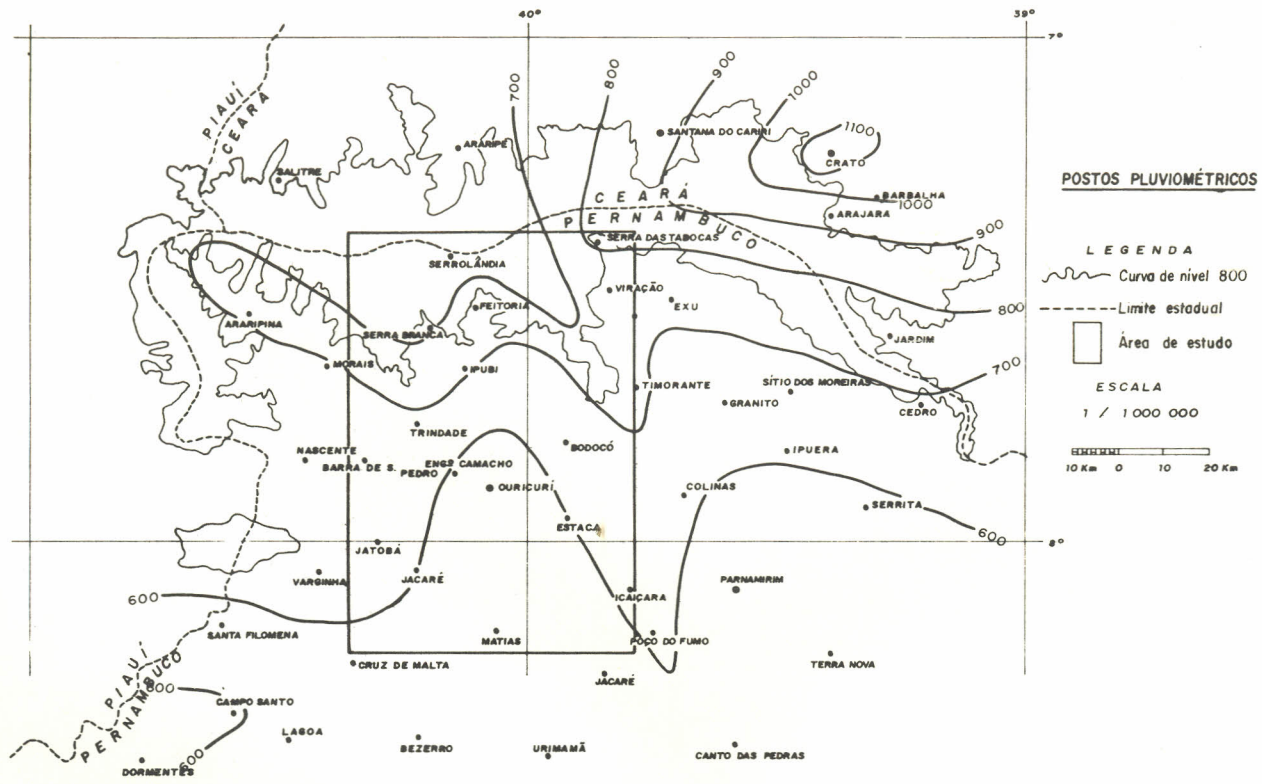 40°
39°
7°
700
800
900
1000
1100
PIAUÍ
CEARÁ
ARARIPE
SANTANA DO CARIRI
CRATO
SALITRE
BARBALHA
1000
ARAJARA
CEARÁ
PERNAMBUCO
900
SERRA DAS TABOCAS
SERROLÂNDIA
VIRAÇÃO
EXU
FEITORIA
800
ARARIPINA
SERRA BRANCA
JARDIM
MORAIS
IPUBI
700
TIMORANTE
SÍTIO DOS MOREIRAS
GRANITO
CEDRO
TRINDADE
BODOCÓ
NASCENTE
IPUERA
BARRA DE S. PEDRO
ENGº CAMACHO
OURICURÍ
COLINAS
SERRITA
ESTACA
600
8°
JATOBÁ
VARGINHA
JACARÉ
PARNAMIRIM
600
ICAIÇARA
SANTA FILOMENA
MATIAS
POÇO DO FUMO
PIAUÍ
PERNAMBUCO
CRUZ DE MALTA
TERRA NOVA
JACARÉ
600
CAMPO SANTO
LAGOA
BEZERRO
URIMAMÃ
CANTO DAS PEDRAS
600
DORMENTES
POSTOS PLUVIOMÉTRICOS
LEGENDA
Curva de nível 800
Limite estadual
Área de estudo
ESCALA
1 / 1 000 000
10 Km 0 10 20 Km